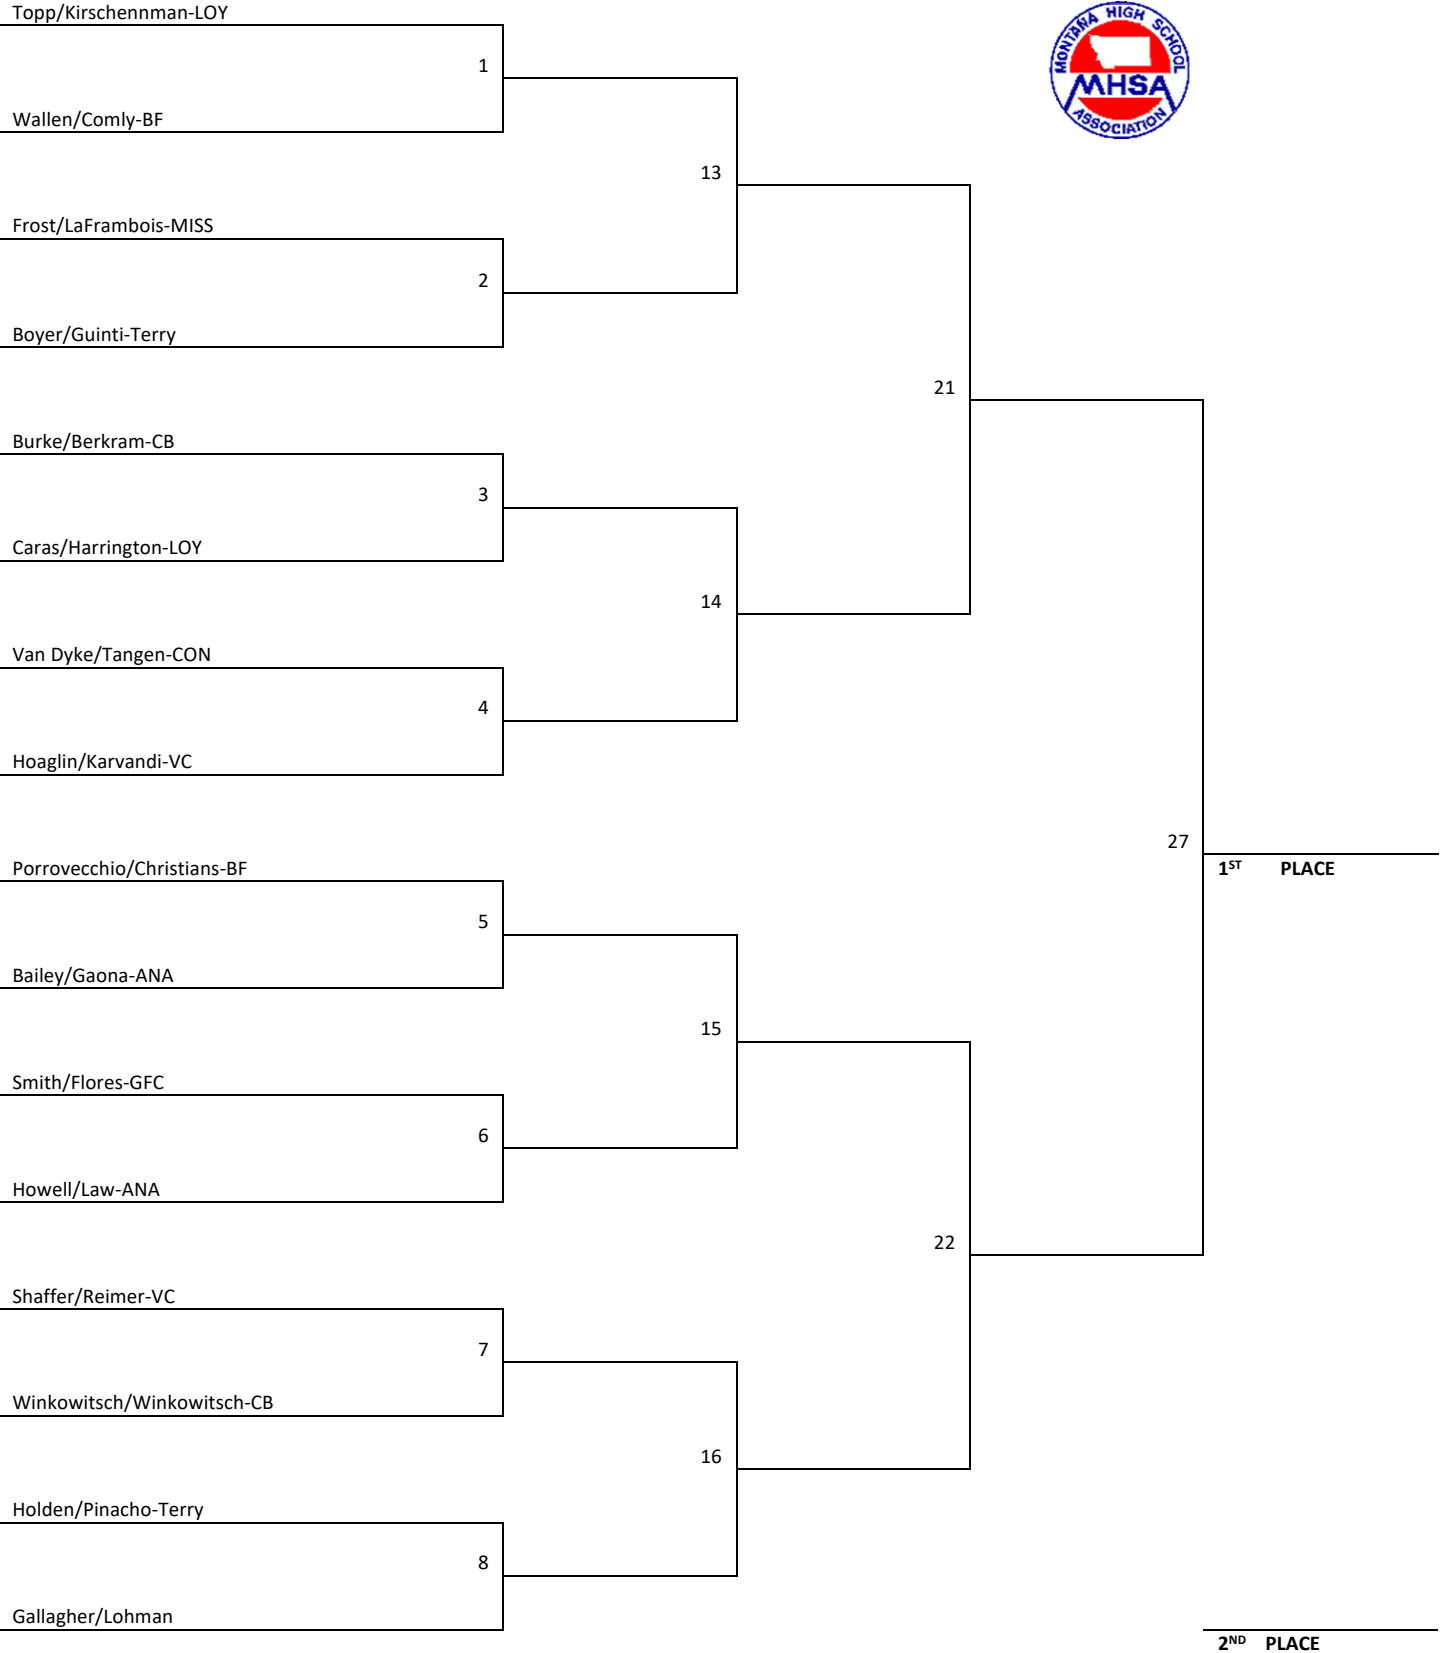 Topp/Kirschennman-LOY
MONTANA HIGH SCHOOL
MHSA
ASSOCIATION
1
Wallen/Comly-BF
13
Frost/LaFrambois-MISS
2
Boyer/Guinti-Terry
21
Burke/Berkram-CB
3
Caras/Harrington-LOY
14
Van Dyke/Tangen-CON
4
Hoaglin/Karvandi-VC
27
Porrovecchio/Christians-BF
1ST PLACE
5
Bailey/Gaona-ANA
15
Smith/Flores-GFC
6
Howell/Law-ANA
22
Shaffer/Reimer-VC
7
Winkowitsch/Winkowitsch-CB
16
Holden/Pinacho-Terry
8
Gallagher/Lohman
2ND PLACE